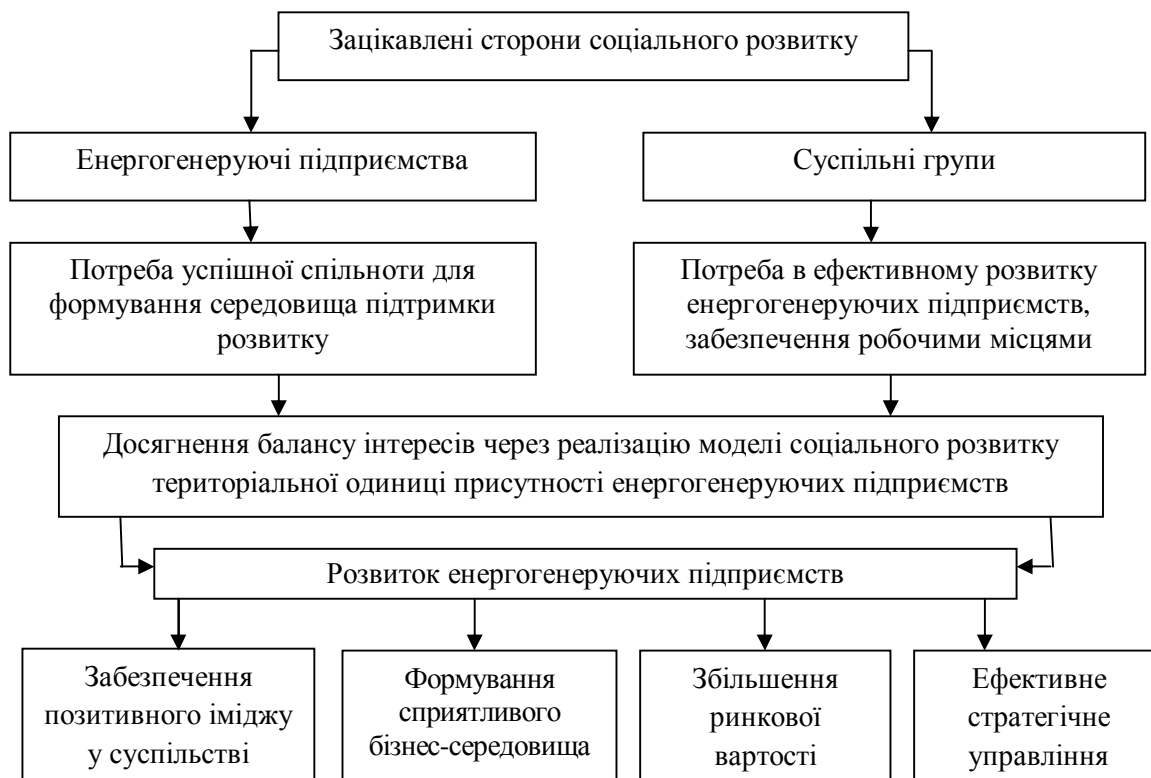 Зацікавлені сторони соціального розвитку
Енергогенеруючі підприємства
Суспільні групи
Потреба успішної спільноти для
формування середовища підтримки
розвитку
Потреба в ефективному розвитку
енергогенеруючих підприємств,
забезпечення робочими місцями
Досягнення балансу інтересів через реалізацію моделі соціального розвитку
територіальної одиниці присутності енергогенеруючих підприємств
Розвиток енергогенеруючих підприємств
Забезпечення
позитивного іміджу
у суспільстві
Формування
сприятливого
бізнес-середовища
Збільшення
ринкової
вартості
Ефективне
стратегічне
управління